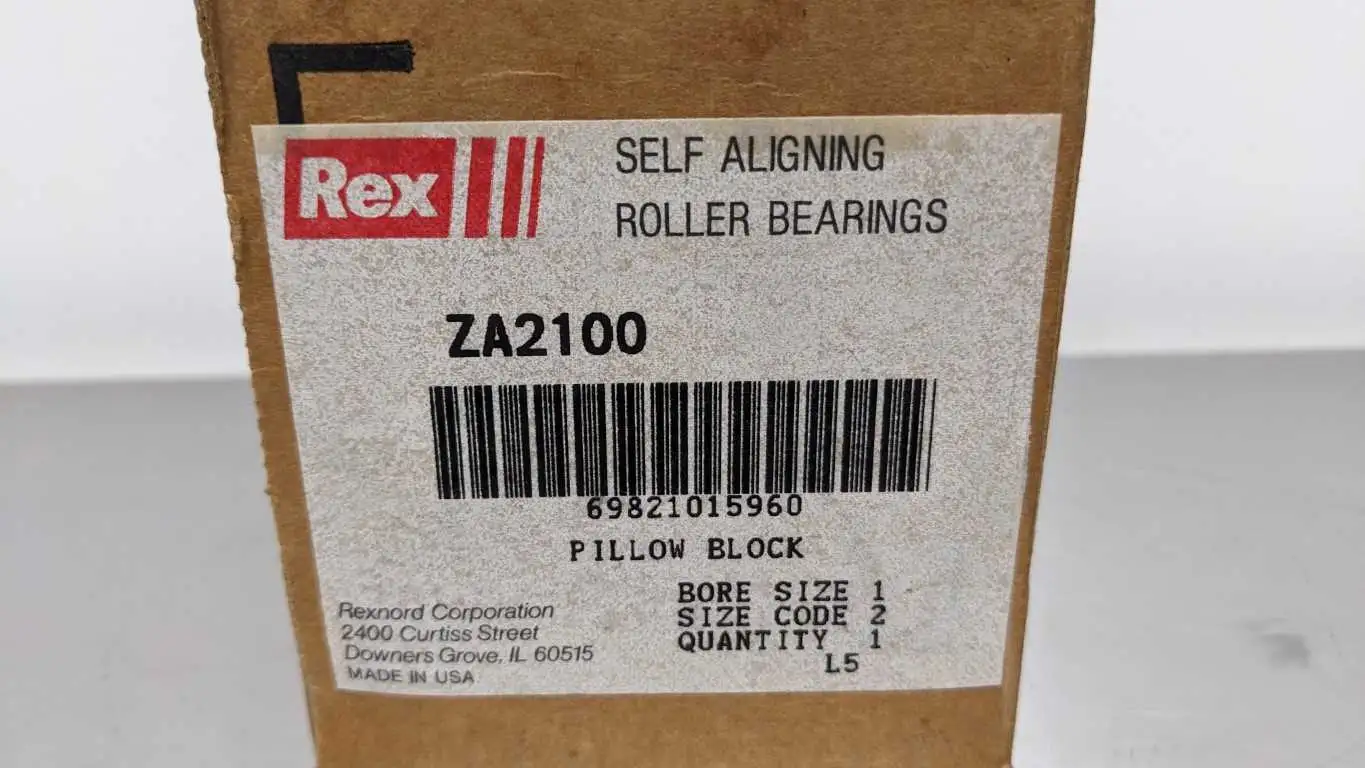 Rex
SELF ALIGNING
ROLLER BEARINGS
ZA2100
69821015960
PILLOW BLOCK
BORE SIZE 1
SIZE CODE 2
QUANTITY 1
L5
Rexnord Corporation
2400 Curtiss Street
Downers Grove, IL 60515
MADE IN USA